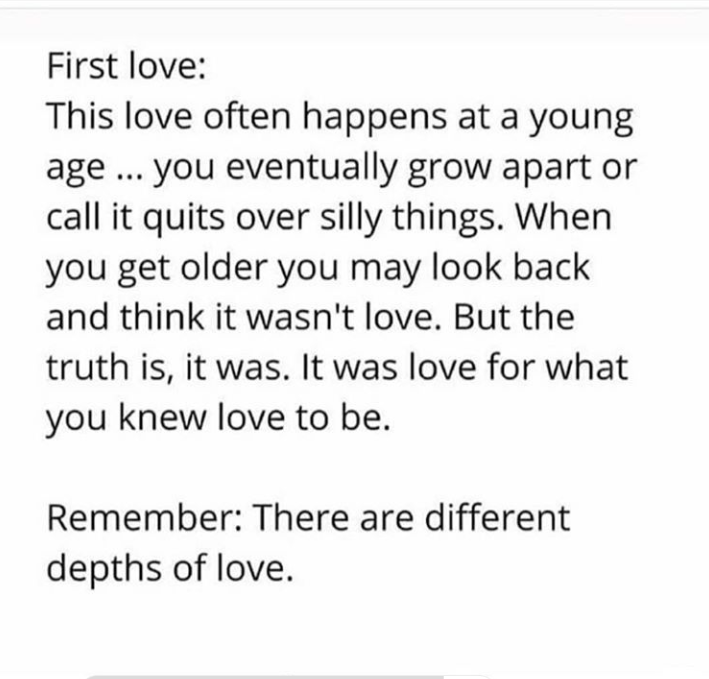 First love:
This love often happens at a young
age ... you eventually grow apart or
call it quits over silly things. When
you get older you may look back
and think it wasn't love. But the
truth is, it was. It was love for what
you knew love to be.
Remember: There are different
depths of love.